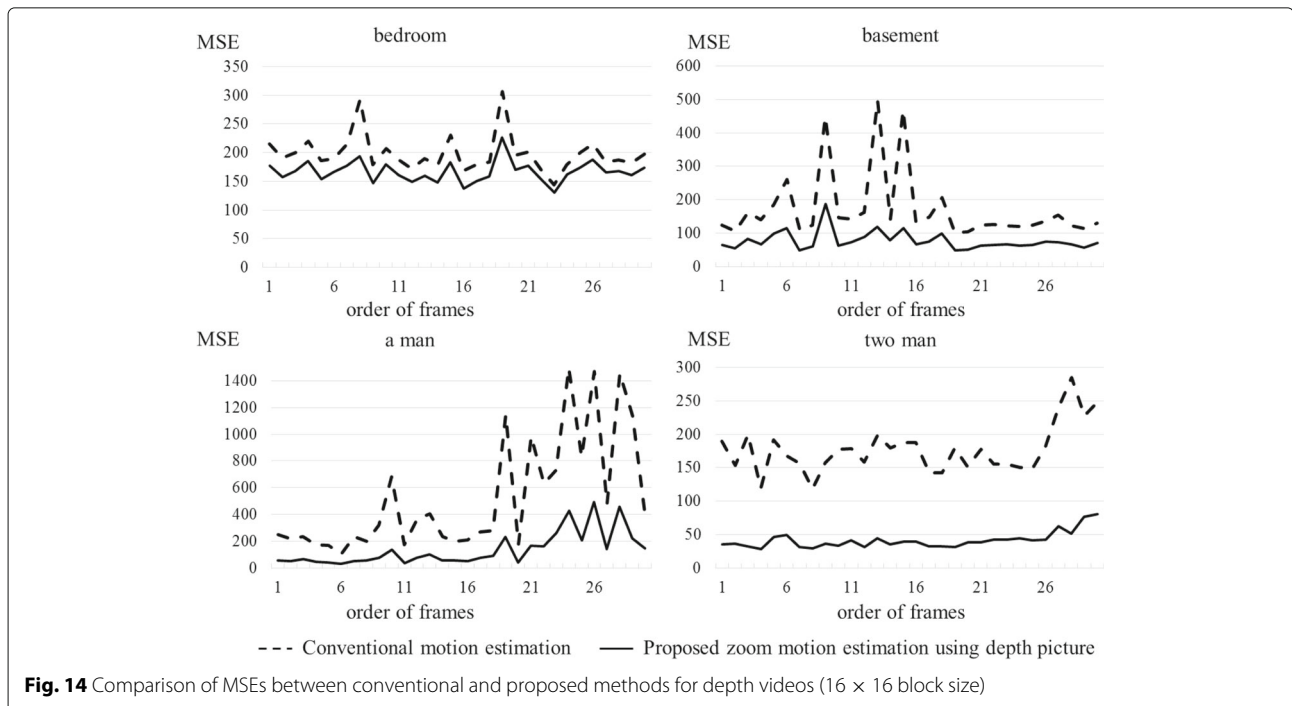 bedroom
MSE
350
300
250
200
150
100
50
0
1 6 11 16 21 26
order of frames
basement
MSE
600
500
400
300
200
100
0
1 6 11 16 21 26
order of frames
a man
MSE
1400
1200
1000
800
600
400
200
0
1 6 11 16 21 26
order of frames
two man
MSE
300
250
200
150
100
50
0
1 6 11 16 21 26
order of frames
Conventional motion estimation
Proposed zoom motion estimation using depth picture
Fig. 14 Comparison of MSEs between conventional and proposed methods for depth videos (16 × 16 block size)